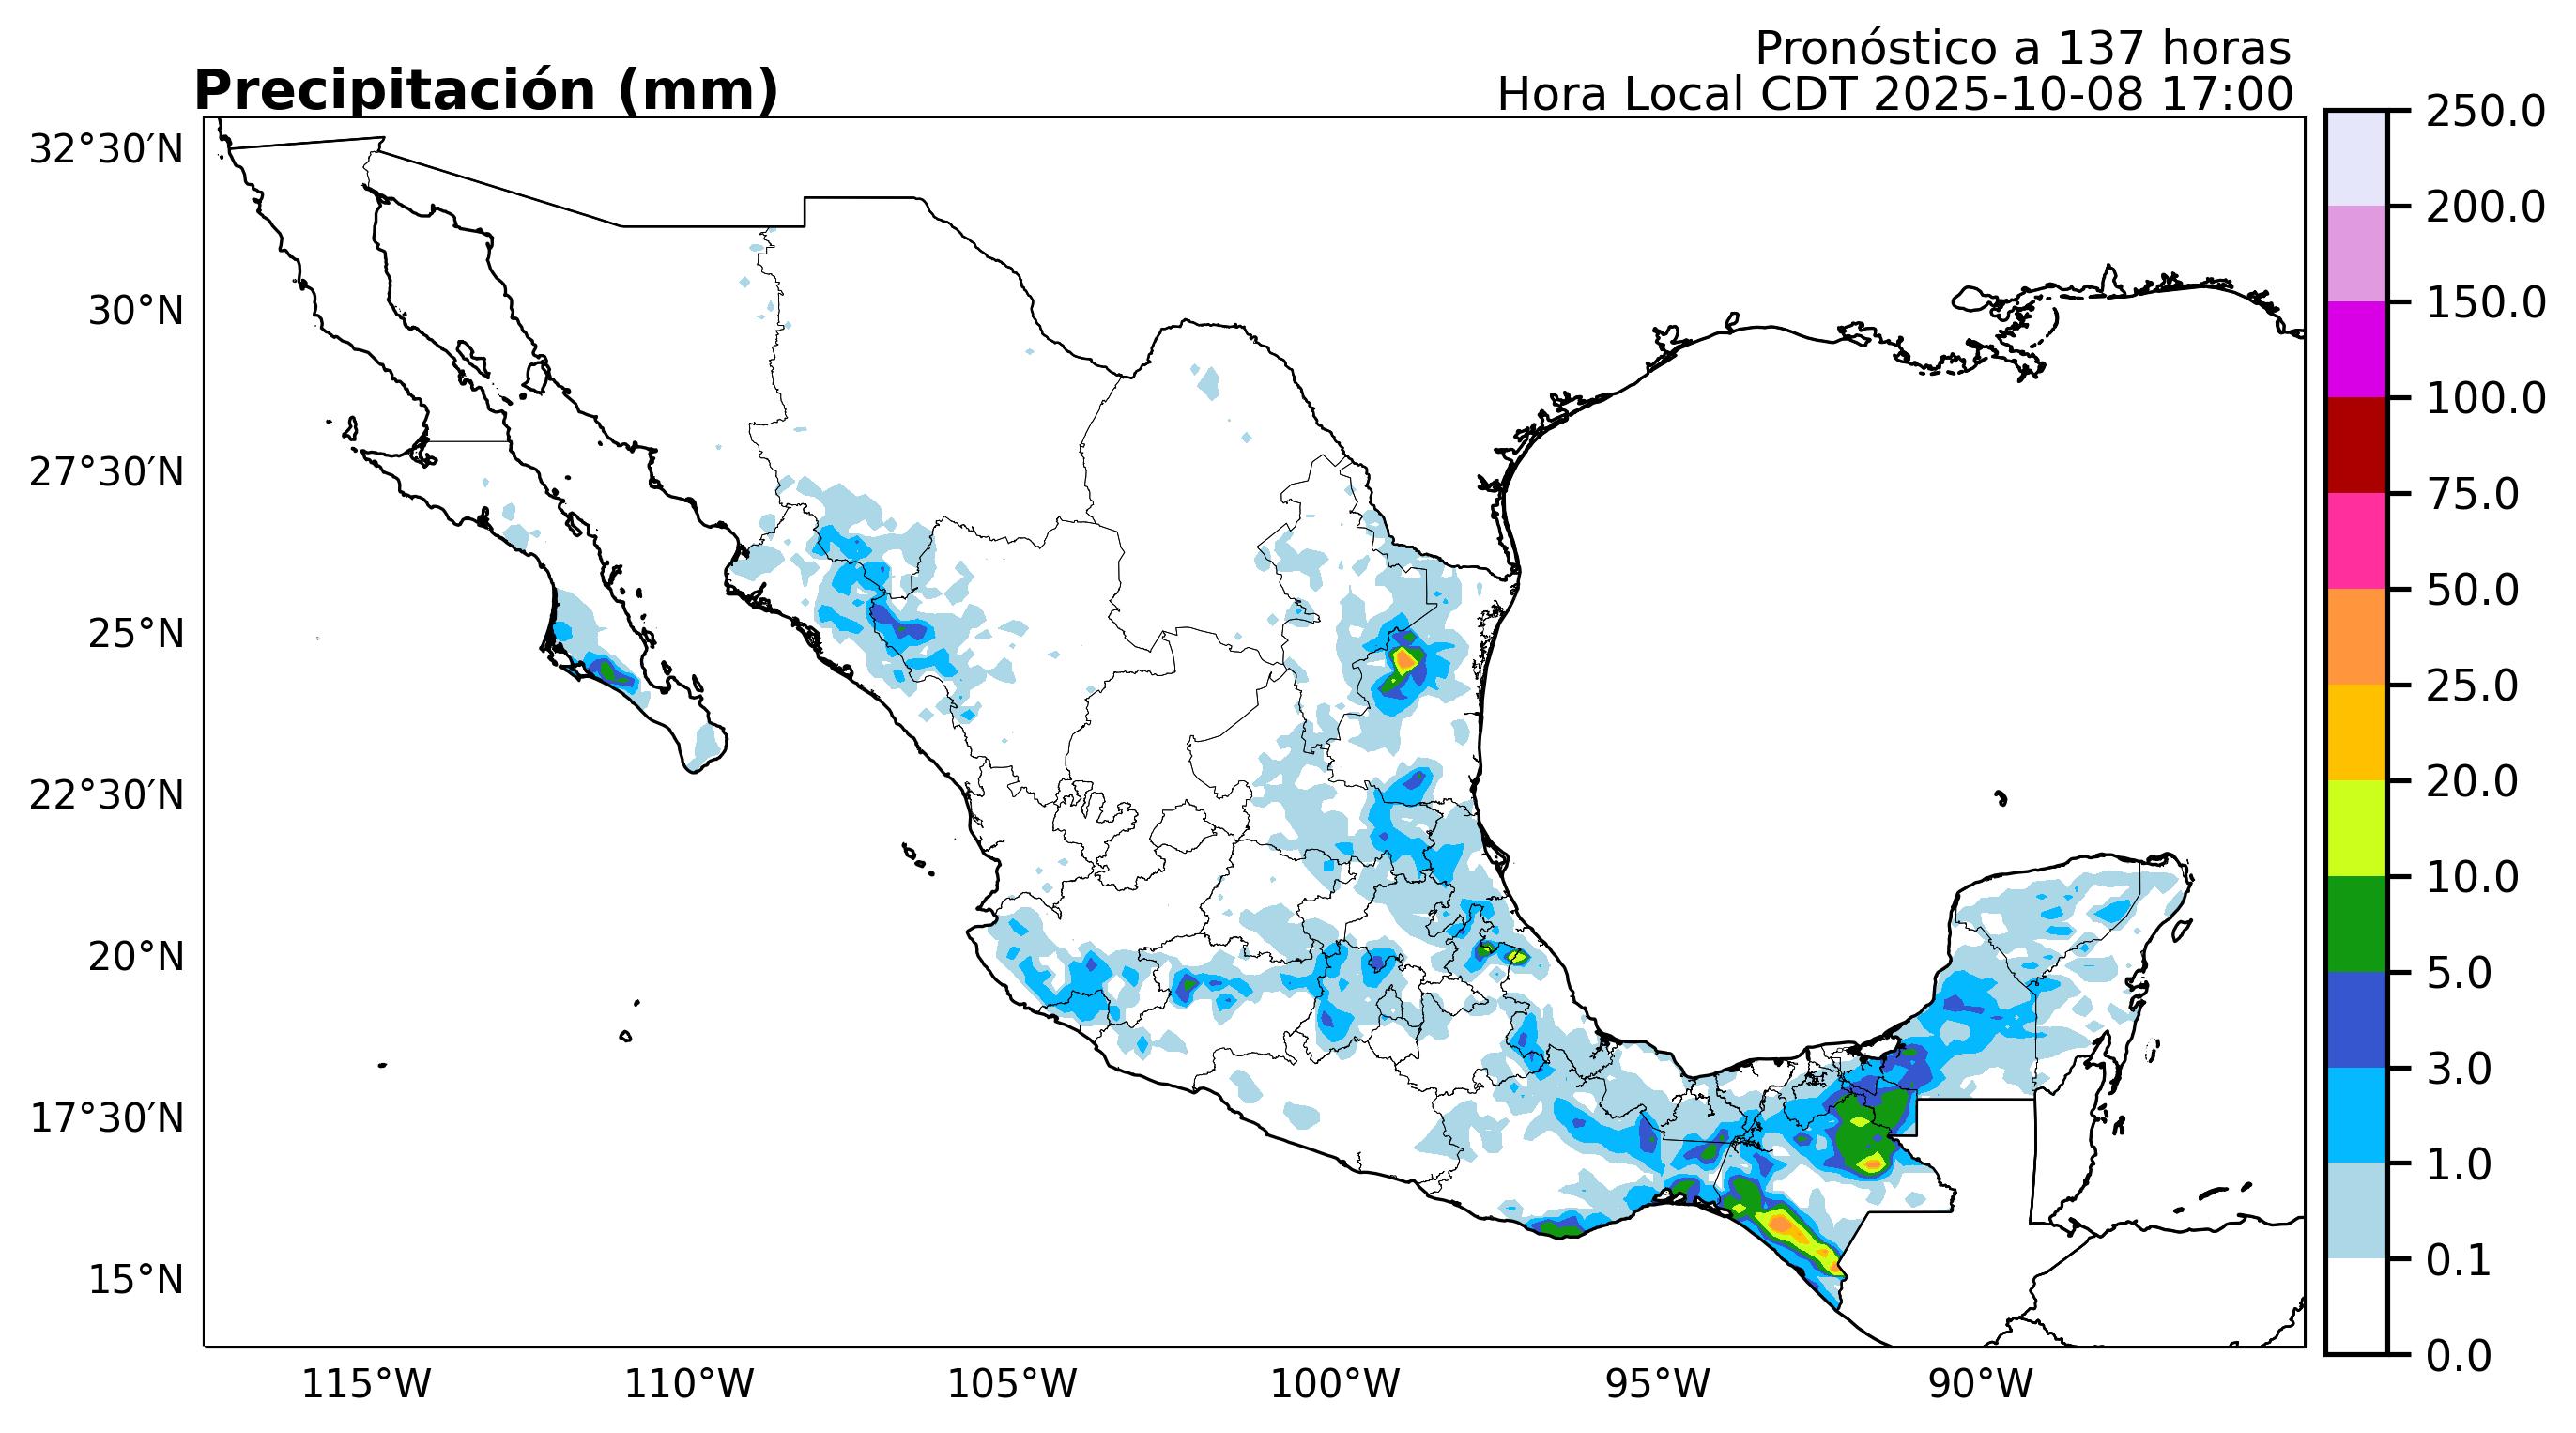 Pronóstico a 137 horas
Precipitación (mm)
Hora Local CDT 2025-10-08 17:00
32°30′N
30°N
27°30′N
25°N
22°30′N
20°N
17°30′N
15°N
115°W
110°W
105°W
100°W
95°W
90°W
250.0
200.0
150.0
100.0
75.0
50.0
25.0
20.0
10.0
5.0
3.0
1.0
0.1
0.0